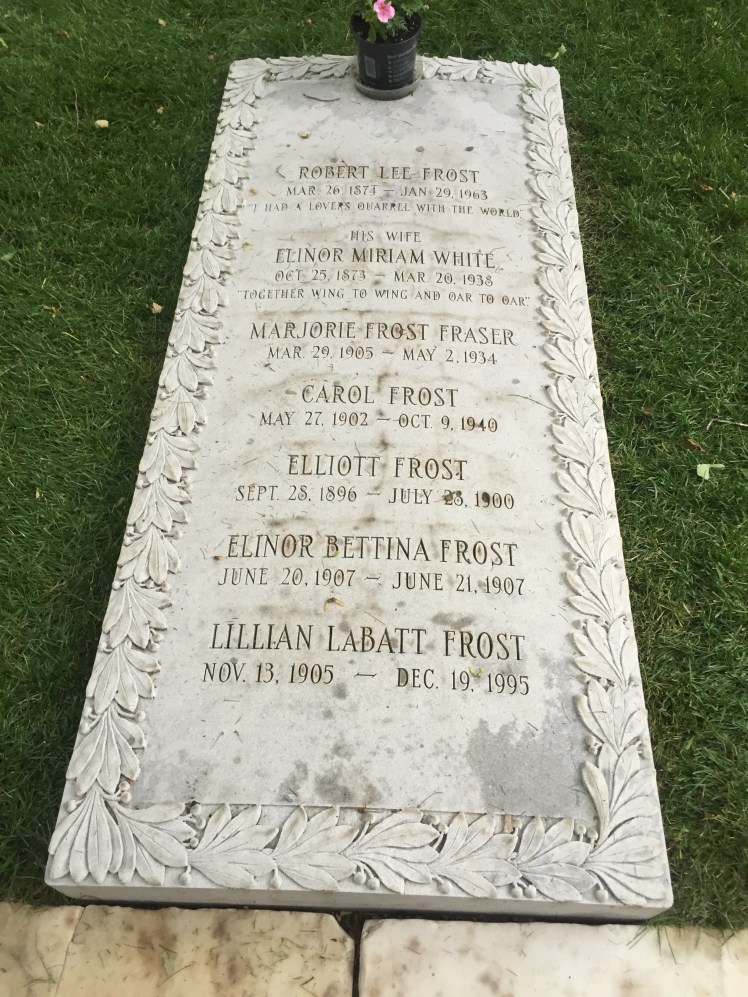 ROBERT LEE FROST
MAR. 26, 1874 — JAN 29, 1963
"I HAD A LOVERS QUARREL WITH THE WORLD"
HIS WIFE
ELINOR MIRIAM WHITE
OCT 25, 1873 — MAR. 20, 1938
"TOGETHER WING TO WING AND OAR TO OAR"
MARJORIE FROST FRASER
MAR. 29, 1905 — MAY 2, 1934
CAROL FROST
MAY 27, 1902 — OCT. 9, 1940
ELLIOTT FROST
SEPT. 25, 1896 — JULY 28, 1900
ELINOR BETTINA FROST
JUNE 20, 1907 — JUNE 21, 1907
LILLIAN LABATT FROST
NOV. 13, 1905 — DEC. 19, 1995